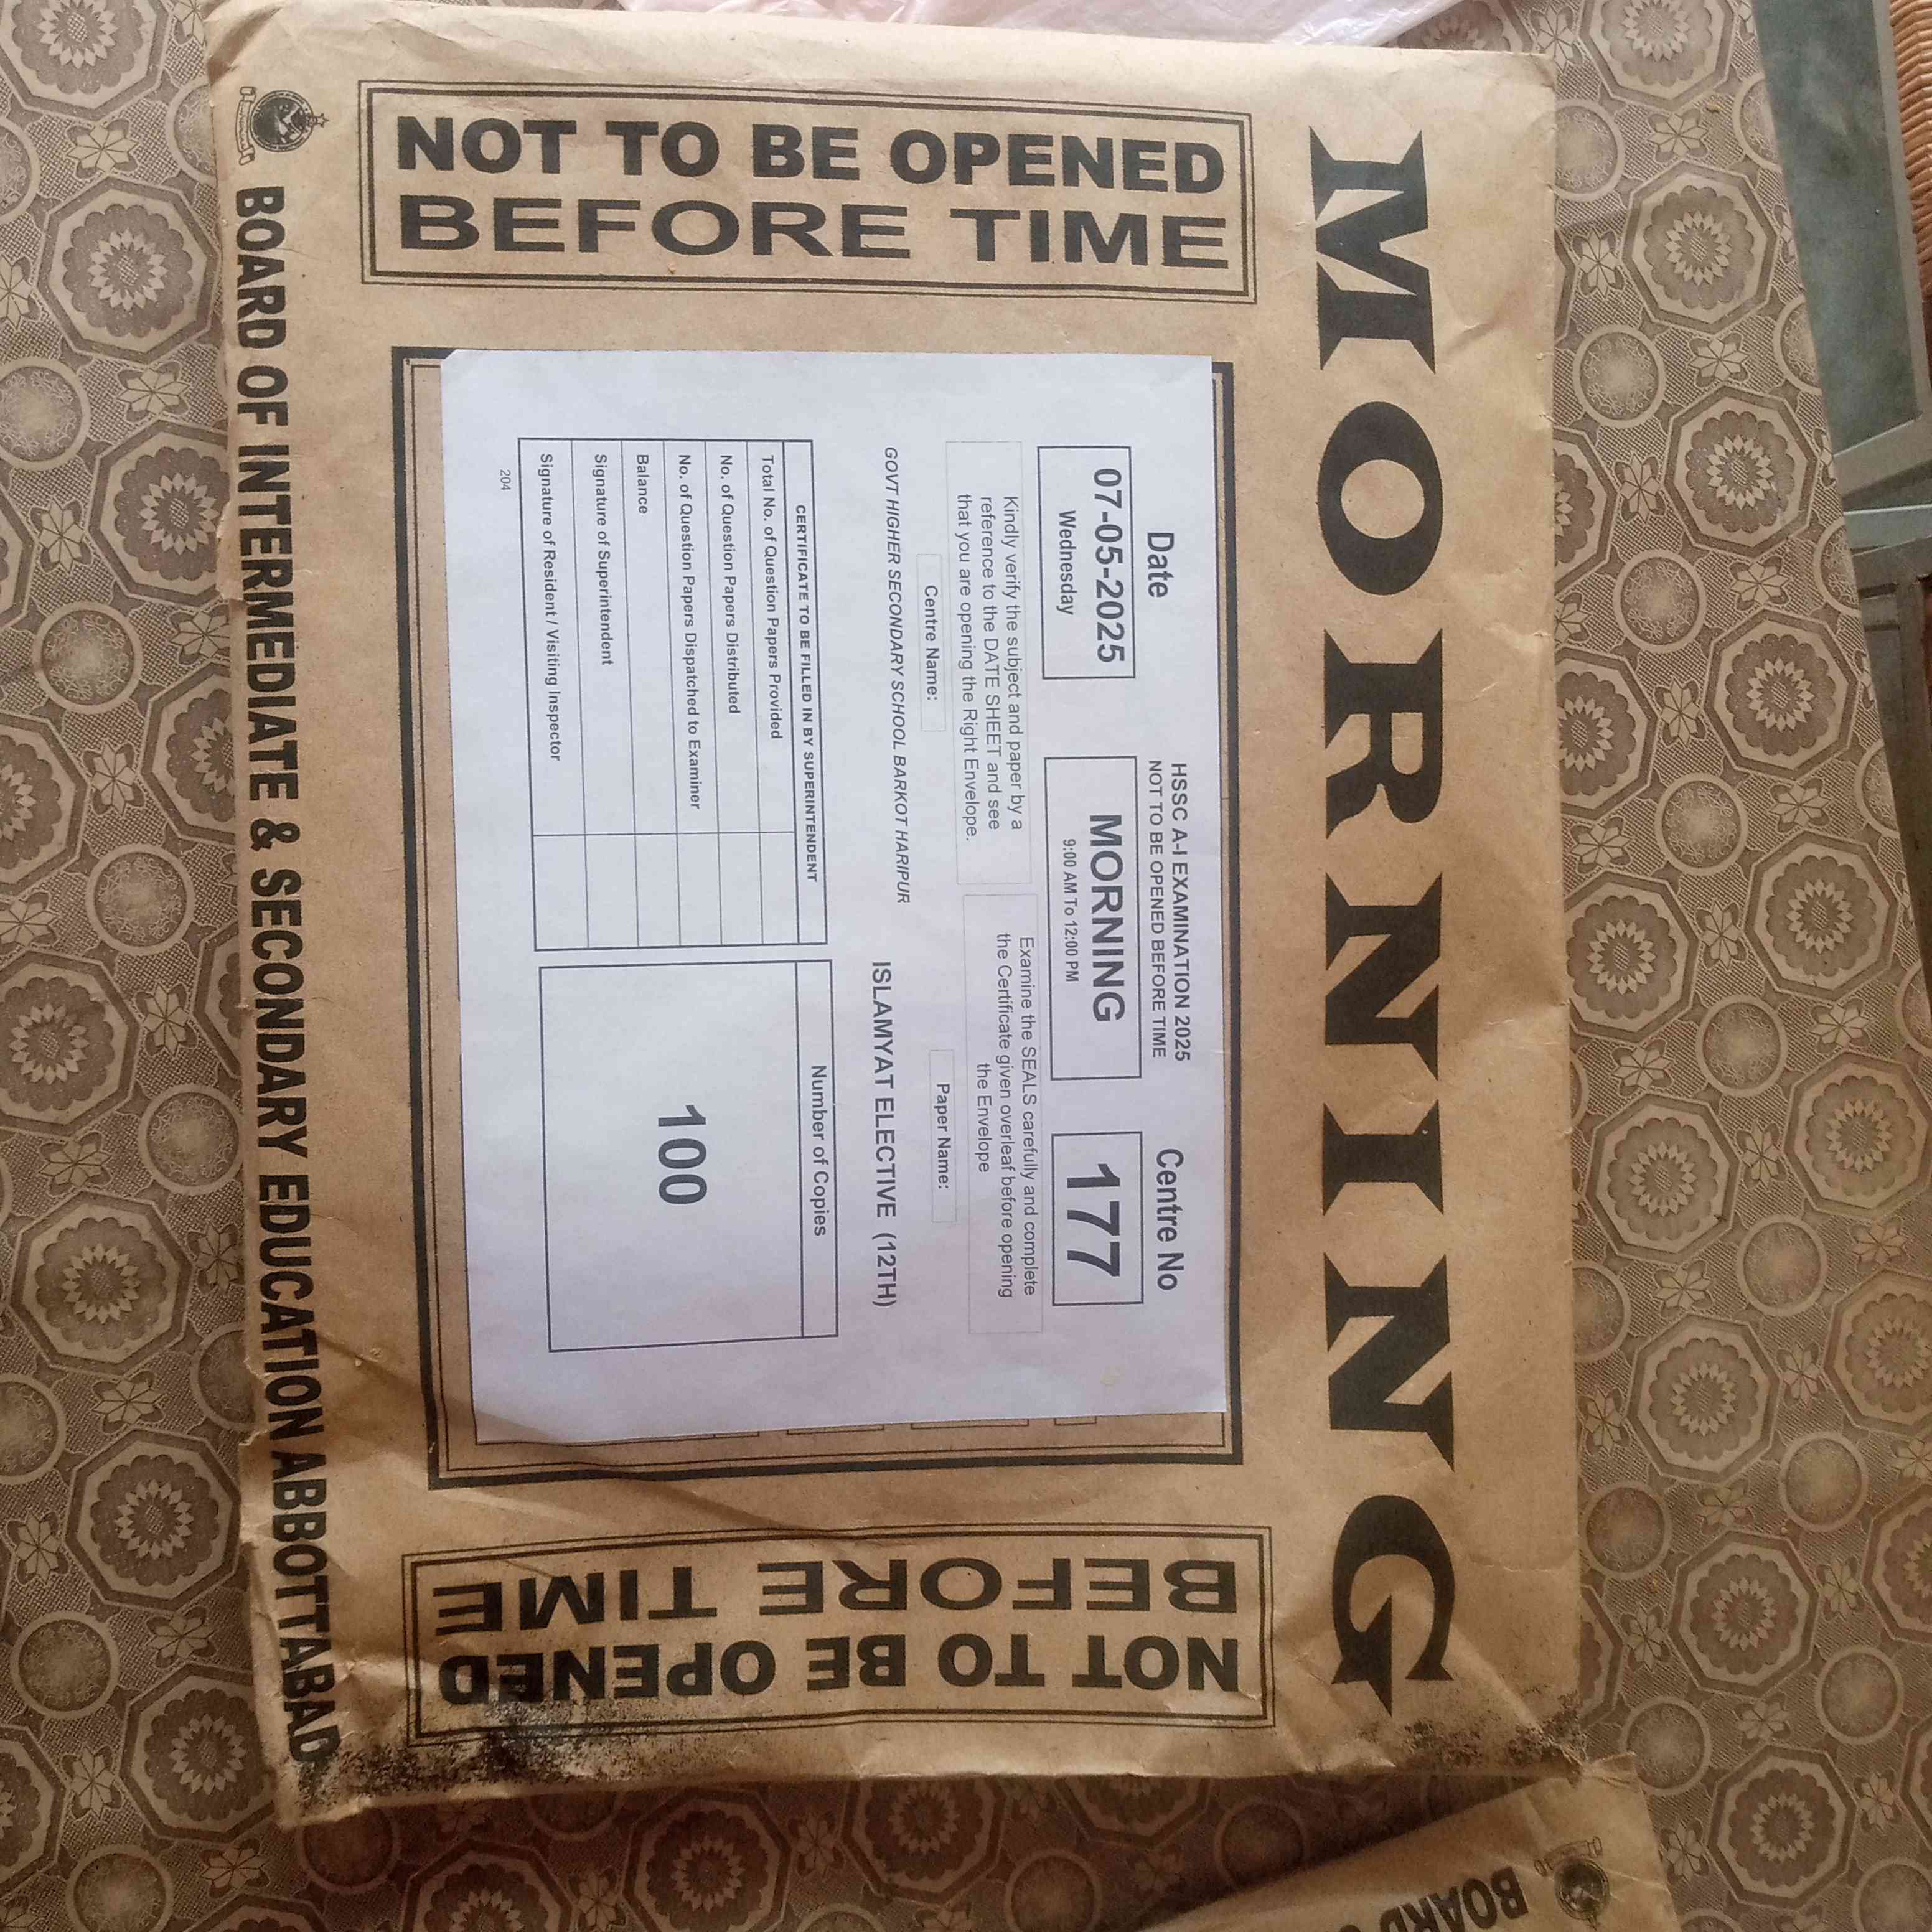 MORNING
NOT TO BE OPENED
BEFORE TIME
HSSC A-I EXAMINATION 2025
NOT TO BE OPENED BEFORE TIME
Date
07-05-2025
Wednesday
MORNING
9:00 AM To 12:00 PM
Centre No
177
Kindly verify the subject and paper by a
reference to the DATE SHEET and see
that you are opening the Right Envelope.
Examine the SEALS carefully and complete
the Certificate given overleaf before opening
the Envelope
Centre Name:
GOVT HIGHER SECONDARY SCHOOL BARKOT HARIPUR
Paper Name:
ISLAMYAT ELECTIVE (12TH)
CERTIFICATE TO BE FILLED IN BY SUPERINTENDENT
Total No. of Question Papers Provided
No. of Question Papers Distributed
No. of Question Papers Dispatched to Examiner
Balance
Signature of Superintendent
Signature of Resident / Visiting Inspector
Number of Copies
100
204
NOT TO BE OPENED
BEFORE TIME
BOARD OF INTERMEDIATE & SECONDARY EDUCATION ABBOTTABAD
BOARD